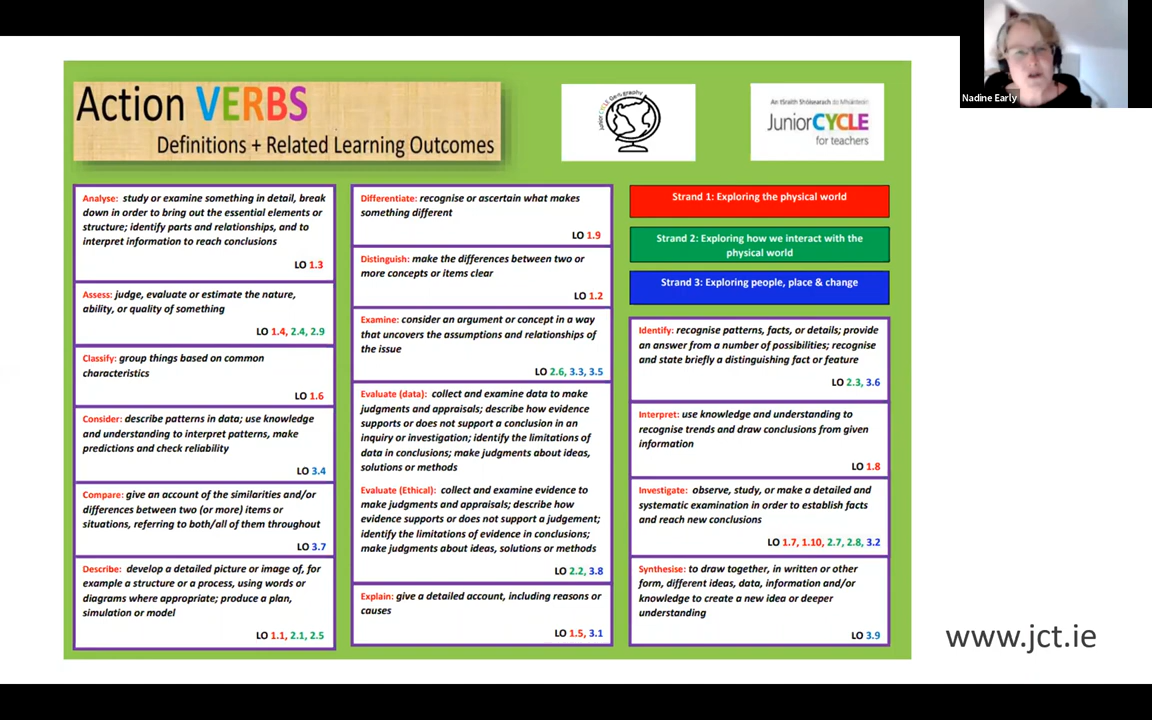 Nadine Early
Action VERBS
Definitions + Related Learning Outcomes
Junior CYCLE Geography
An tSraith Shóisearach do Mhúinteoirí
JuniorCYCLE
for teachers
Analyse: study or examine something in detail, break
down in order to bring out the essential elements or
structure; identify parts and relationships, and to
interpret information to reach conclusions
LO 1.3
Assess: judge, evaluate or estimate the nature,
ability, or quality of something
LO 1.4, 2.4, 2.9
Classify: group things based on common
characteristics
LO 1.6
Consider: describe patterns in data; use knowledge
and understanding to interpret patterns, make
predictions and check reliability
LO 3.4
Compare: give an account of the similarities and/or
differences between two (or more) items or
situations, referring to both/all of them throughout
LO 3.7
Describe: develop a detailed picture or image of, for
example a structure or a process, using words or
diagrams where appropriate; produce a plan,
simulation or model
LO 1.1, 2.1, 2.5
Differentiate: recognise or ascertain what makes
something different
LO 1.9
Distinguish: make the differences between two or
more concepts or items clear
LO 1.2
Examine: consider an argument or concept in a way
that uncovers the assumptions and relationships of
the issue
LO 2.6, 3.3, 3.5
Evaluate (data): collect and examine data to make
judgments and appraisals; describe how evidence
supports or does not support a conclusion in an
inquiry or investigation; identify the limitations of
data in conclusions; make judgments about ideas,
solutions or methods
Evaluate (Ethical): collect and examine evidence to
make judgments and appraisals; describe how
evidence supports or does not support a judgement;
identify the limitations of evidence in conclusions;
make judgments about ideas, solutions or methods
LO 2.2, 3.8
Explain: give a detailed account, including reasons or
causes
LO 1.5, 3.1
Strand 1: Exploring the physical world
Strand 2: Exploring how we interact with the
physical world
Strand 3: Exploring people, place & change
Identify: recognise patterns, facts, or details; provide
an answer from a number of possibilities; recognise
and state briefly a distinguishing fact or feature
LO 2.3, 3.6
Interpret: use knowledge and understanding to
recognise trends and draw conclusions from given
information
LO 1.8
Investigate: observe, study, or make a detailed and
systematic examination in order to establish facts
and reach new conclusions
LO 1.7, 1.10, 2.7, 2.8, 3.2
Synthesise: to draw together, in written or other
form, different ideas, data, information and/or
knowledge to create a new idea or deeper
understanding
LO 3.9
www.jct.ie